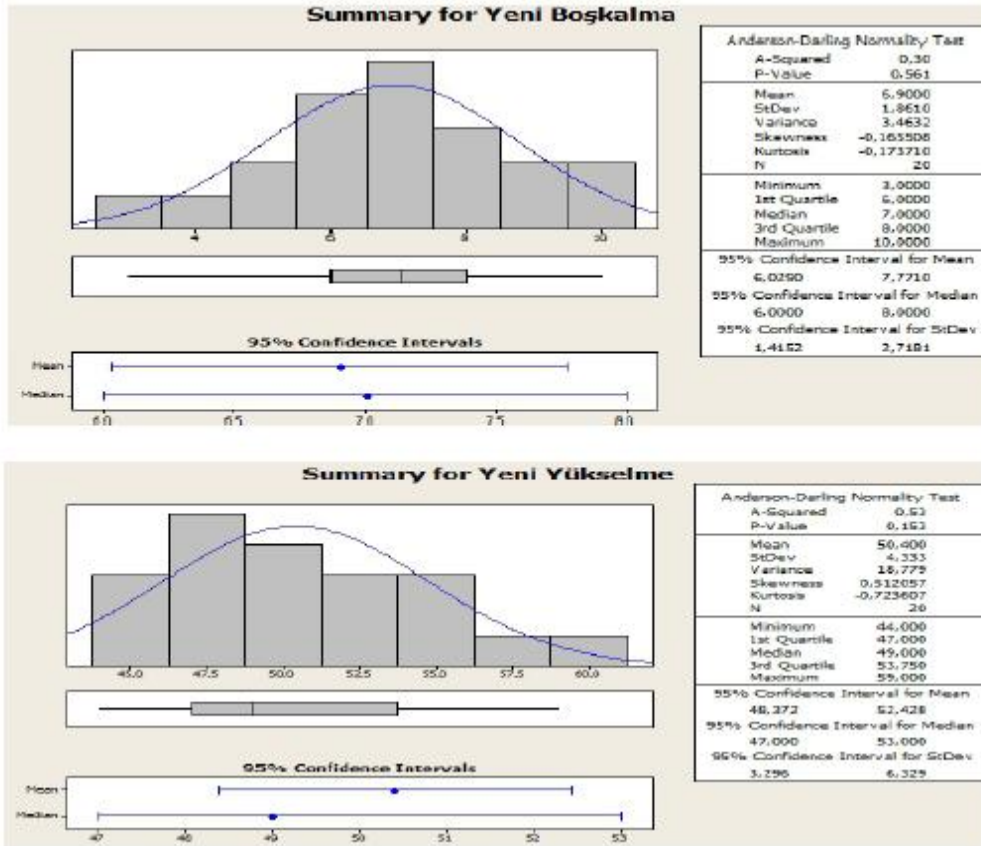 Summary for Yeni Boşkalma
Anderson-Darling Normality Test
A-Squared 0,30
P-Value 0,561
Mean 6,9000
StDev 1,8610
Variance 3,4632
Skewness -0,165508
Kurtosis -0,173710
N 20
Minimum 3,0000
1st Quartile 6,0000
Median 7,0000
3rd Quartile 8,0000
Maximum 10,0000
95% Confidence Interval for Mean
6,0290 7,7710
95% Confidence Interval for Median
6,0000 8,0000
95% Confidence Interval for StDev
1,4152 2,7181
4 6 8 10
95% Confidence Intervals
Mean
Median
6.0 6.5 7.0 7.5 8.0
Summary for Yeni Yükselme
Anderson-Darling Normality Test
A-Squared 0,53
P-Value 0,153
Mean 50,400
StDev 4,333
Variance 18,779
Skewness 0,512057
Kurtosis -0,723607
N 20
Minimum 44,000
1st Quartile 47,000
Median 49,000
3rd Quartile 53,750
Maximum 59,000
95% Confidence Interval for Mean
48,372 52,428
95% Confidence Interval for Median
47,000 53,000
95% Confidence Interval for StDev
3,296 6,329
45.0 47.5 50.0 52.5 55.0 57.5 60.0
95% Confidence Intervals
Mean
Median
47 48 49 50 51 52 53